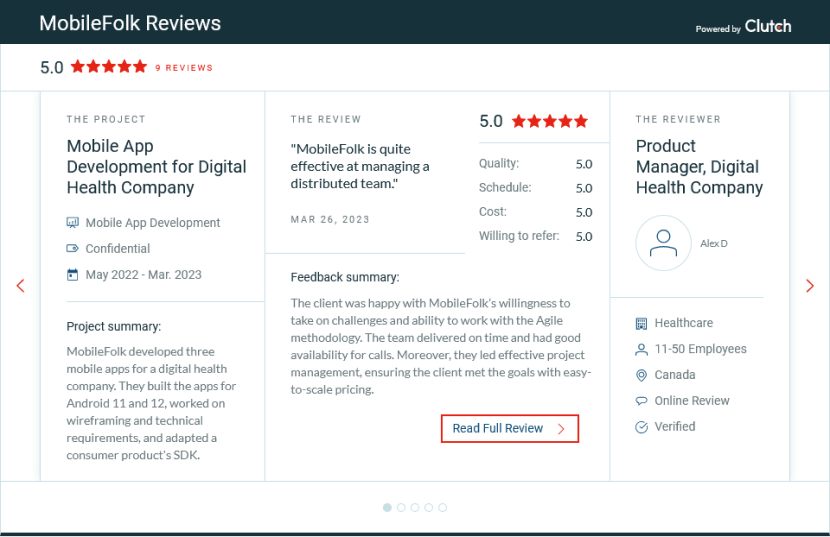 MobileFolk Reviews
Powered by Clutch
5.0 9 REVIEWS
THE PROJECT
Mobile App
Development for Digital
Health Company
Mobile App Development
Confidential
May 2022 - Mar. 2023
Project summary:
MobileFolk developed three
mobile apps for a digital health
company. They built the apps for
Android 11 and 12, worked on
wireframing and technical
requirements, and adapted a
consumer product's SDK.
THE REVIEW
"MobileFolk is quite
effective at managing a
distributed team."
MAR 26, 2023
5.0
Quality: 5.0
Schedule: 5.0
Cost: 5.0
Willing to refer: 5.0
Feedback summary:
The client was happy with MobileFolk's willingness to
take on challenges and ability to work with the Agile
methodology. The team delivered on time and had good
availability for calls. Moreover, they led effective project
management, ensuring the client met the goals with easy-
to-scale pricing.
Read Full Review
THE REVIEWER
Product
Manager, Digital
Health Company
Alex D
Healthcare
11-50 Employees
Canada
Online Review
Verified